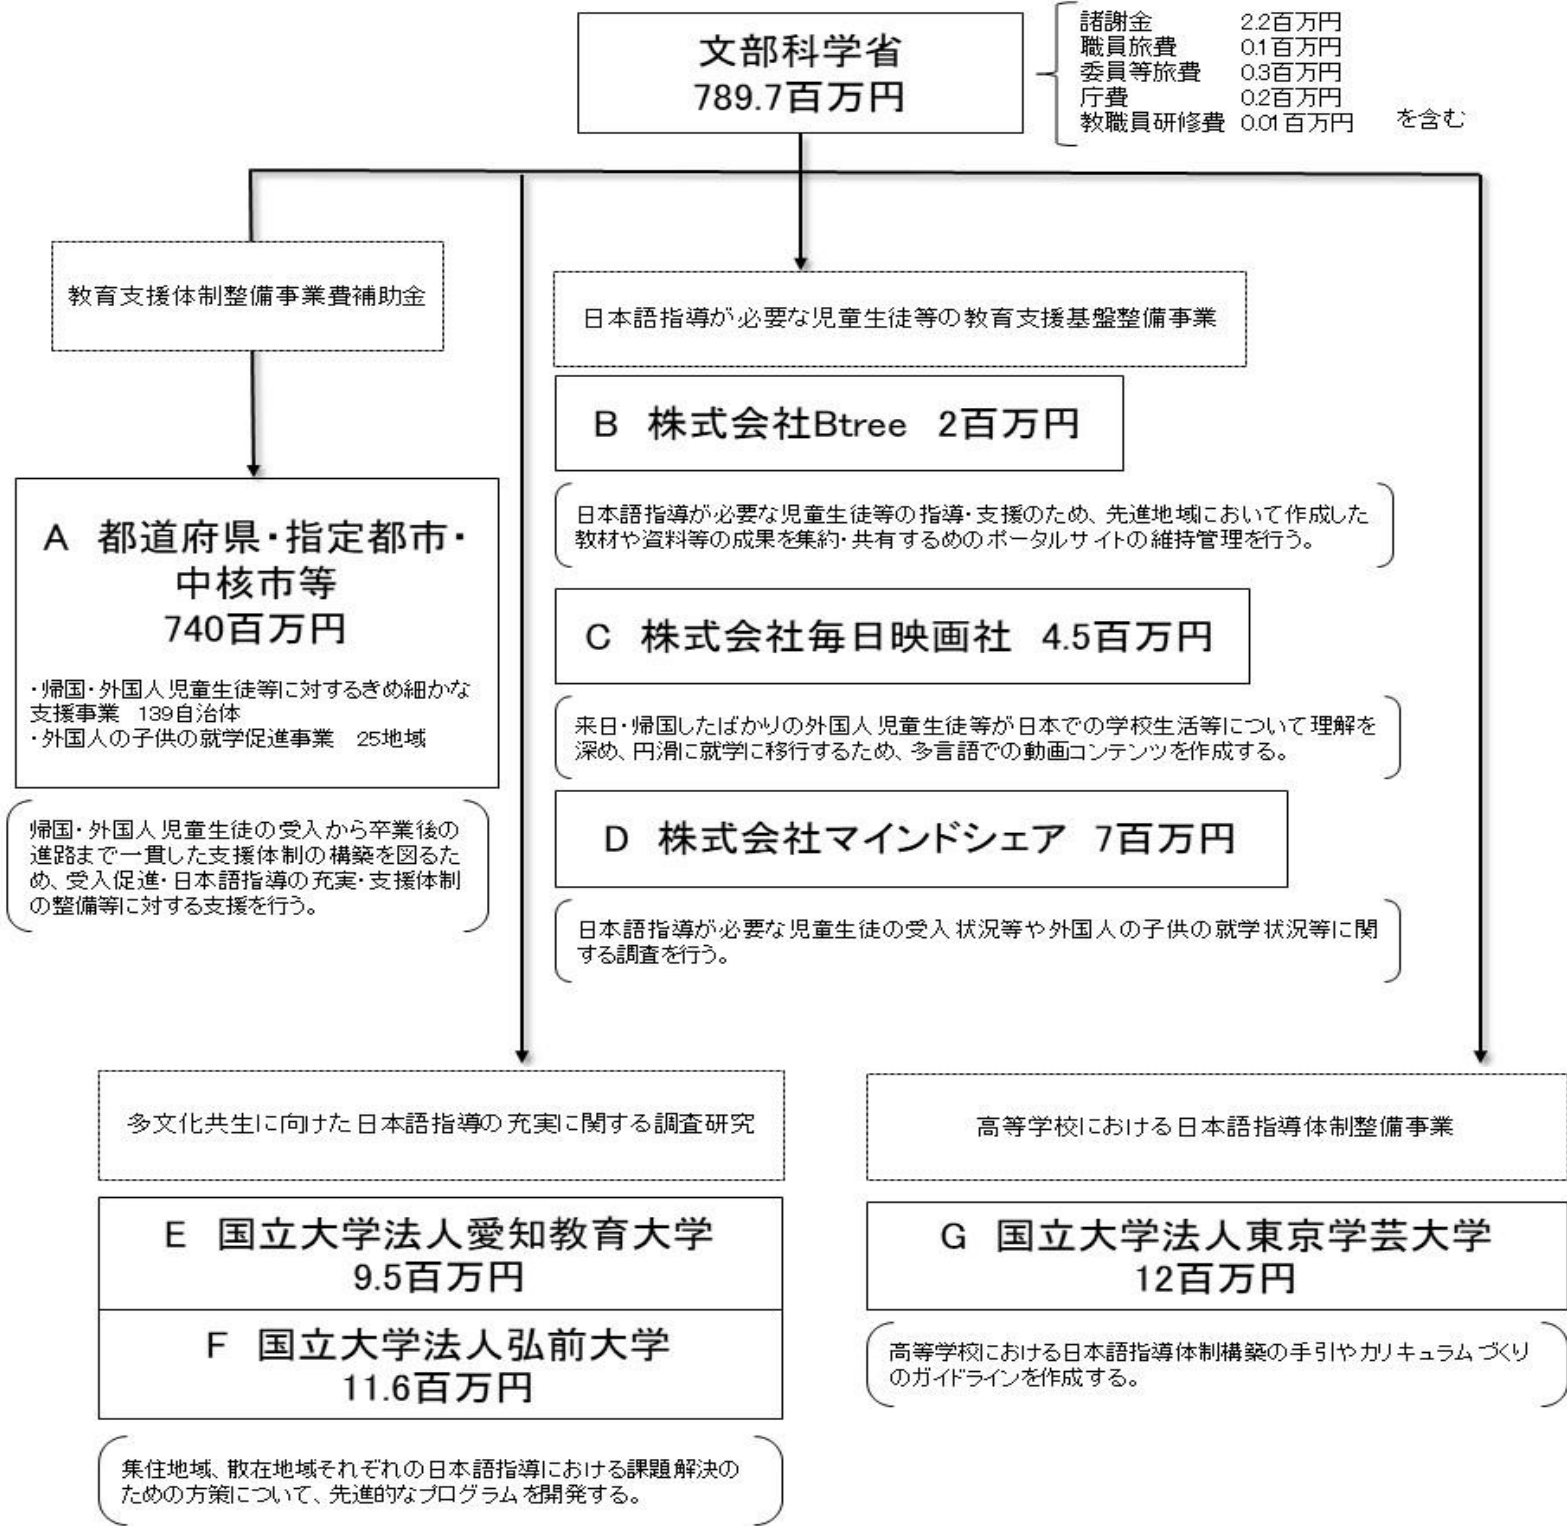 文部科学省
789.7百万円
諸謝金 2.2百万円
職員旅費 0.1百万円
委員等旅費 0.3百万円
庁費 0.2百万円
教職員研修費 0.01百万円 を含む
教育支援体制整備事業費補助金
A 都道府県・指定都市・
中核市等
740百万円
・帰国・外国人児童生徒等に対するきめ細かな
支援事業 139自治体
・外国人の子供の就学促進事業 25地域
帰国・外国人児童生徒の受入から卒業後の
進路まで一貫した支援体制の構築を図るた
め、受入促進・日本語指導の充実・支援体制
の整備等に対する支援を行う。
日本語指導が必要な児童生徒等の教育支援基盤整備事業
B 株式会社Btree 2百万円
日本語指導が必要な児童生徒等の指導・支援のため、先進地域において作成した
教材や資料等の成果を集約・共有するめのポータルサイトの維持管理を行う。
C 株式会社毎日映画社 4.5百万円
来日・帰国したばかりの外国人児童生徒等が日本での学校生活等について理解を
深め、円滑に就学に移行するため、多言語での動画コンテンツを作成する。
D 株式会社マインドシェア 7百万円
日本語指導が必要な児童生徒の受入状況等や外国人の子供の就学状況等に関
する調査を行う。
多文化共生に向けた日本語指導の充実に関する調査研究
E 国立大学法人愛知教育大学
9.5百万円
F 国立大学法人弘前大学
11.6百万円
集住地域、散在地域それぞれの日本語指導における課題解決の
ための方策について、先進的なプログラムを開発する。
高等学校における日本語指導体制整備事業
G 国立大学法人東京学芸大学
12百万円
高等学校における日本語指導体制構築の手引やカリキュラムづくり
のガイドラインを作成する。